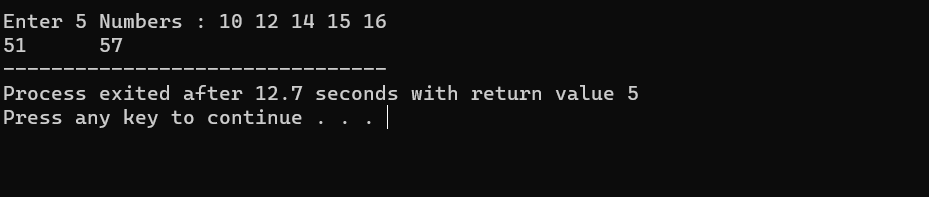 Enter 5 Numbers : 10 12 14 15 16
51      57
--------------------------------
Process exited after 12.7 seconds with return value 5
Press any key to continue . . .